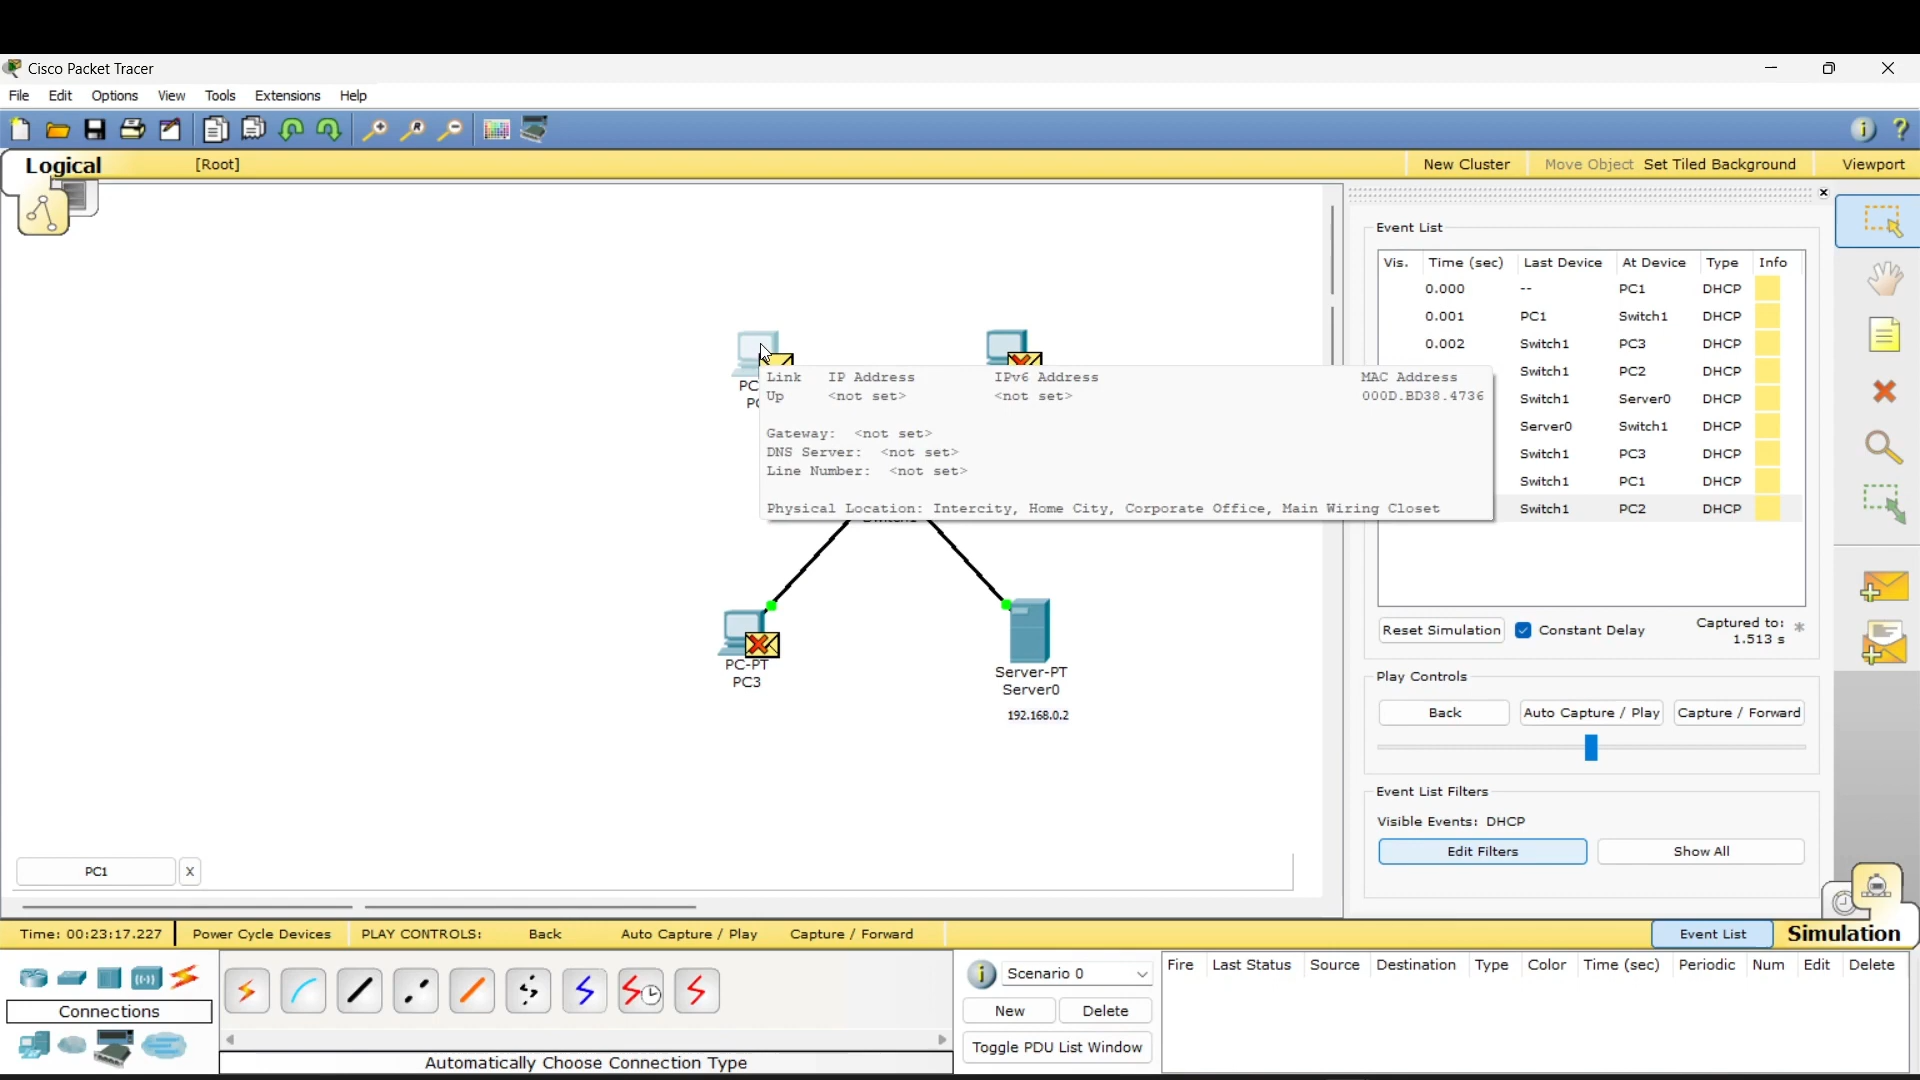 Cisco Packet Tracer
File Edit Options View Tools Extensions Help
Logical [Root] New Cluster Move Object Set Tiled Background Viewport
Event List
Vis. Time (sec) Last Device At Device Type Info
0.000 -- PC1 DHCP
0.001 PC1 Switch1 DHCP
0.002 Switch1 PC3 DHCP
Switch1 PC2 DHCP
Switch1 Server0 DHCP
Server0 Switch1 DHCP
Switch1 PC3 DHCP
Switch1 PC1 DHCP
Switch1 PC2 DHCP
Link IP Address IPv6 Address MAC Address
Up <not set> <not set> 000D.BD38.4736
Gateway: <not set>
DNS Server: <not set>
Line Number: <not set>
Physical Location: Intercity, Home City, Corporate Office, Main Wiring Closet
PC-PT
PC3
Server-PT
Server0
192.168.0.2
Reset Simulation Constant Delay Captured to:
1.513 s *
Play Controls
Back Auto Capture / Play Capture / Forward
Event List Filters
Visible Events: DHCP
Edit Filters Show All
PC1 X
Time: 00:23:17.227 Power Cycle Devices PLAY CONTROLS: Back Auto Capture / Play Capture / Forward Event List Simulation
Connections
Automatically Choose Connection Type
Scenario 0
New Delete
Toggle PDU List Window
Fire Last Status Source Destination Type Color Time (sec) Periodic Num Edit Delete